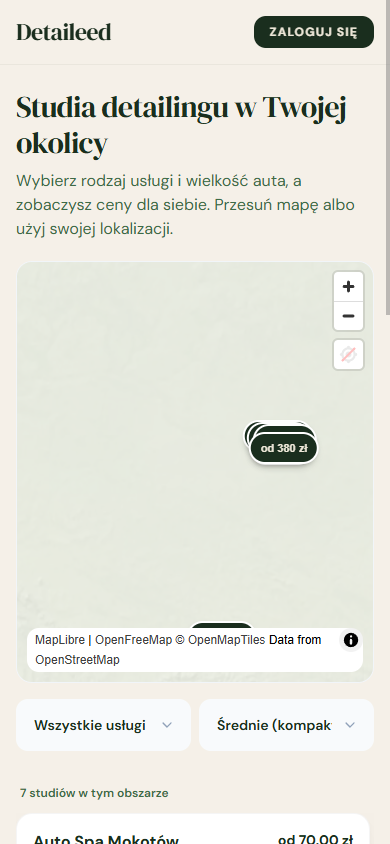 Detaileed
ZALOGUJ SIĘ
Studia detailingu w Twojej
okolicy
Wybierz rodzaj usługi i wielkość auta, a
zobaczysz ceny dla siebie. Przesuń mapę albo
użyj swojej lokalizacji.
od 380 zł
MapLibre | OpenFreeMap © OpenMapTiles Data from
OpenStreetMap
Wszystkie usługi
Średnie (kompak
7 studiów w tym obszarze
Auto Spa Mokotów
od 70,00 zł